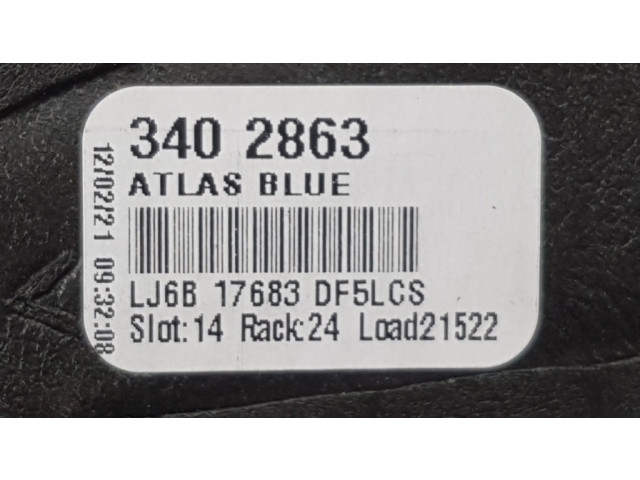 340 2863
ATLAS BLUE
LJ6B 17683 DF5LCS
Slot:14 Rack:24 Load21522
12/02/21 09:32:08